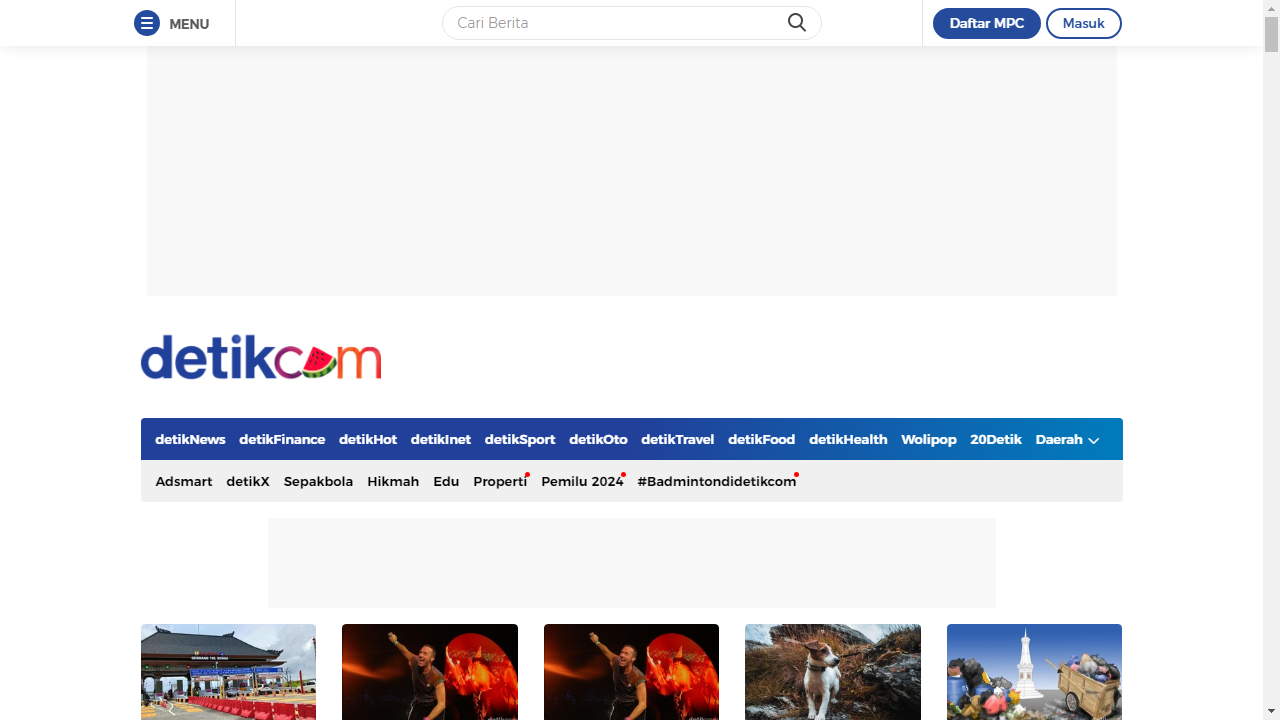 MENU
Cari Berita
Daftar MPC
Masuk
detikcom
detikNews detikFinance detikHot detikInet detikSport detikOto detikTravel detikFood detikHealth Wolipop 20Detik Daerah
Adsmart detikX Sepakbola Hikmah Edu Properti Pemilu 2024 #Badmintondidetikcom